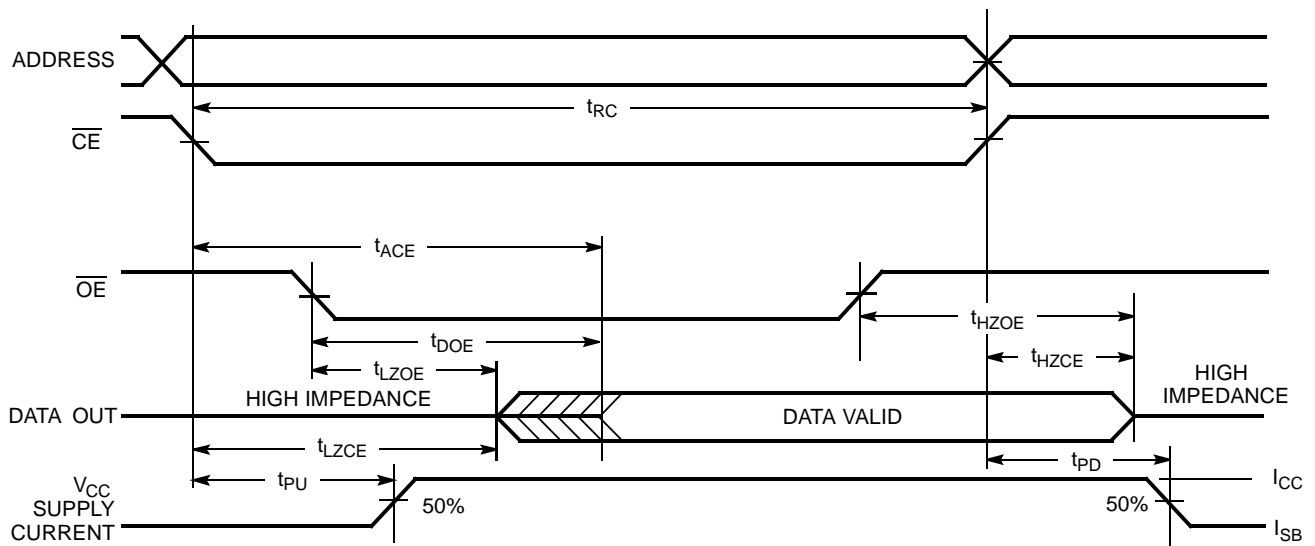 ADDRESS
tRC
CE
tACE
OE
tHZOE
tDOE
tHZCE
tLZOE
HIGH
IMPEDANCE
HIGH IMPEDANCE
DATA OUT
DATA VALID
tLZCE
tPD
tPU
VCC
SUPPLY
CURRENT
50%
50%
ICC
ISB